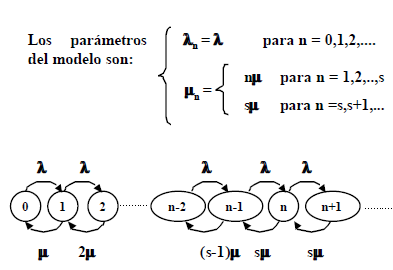 Los parámetros
del modelo son:
λn = λ para n = 0,1,2,....
μn =
nμ para n = 1,2,..,s
sμ para n =s,s+1,...
λ λ λ λ λ
0 1 2 .......... n-2 n-1 n n+1 ..........
μ 2μ (s-1)μ sμ sμ